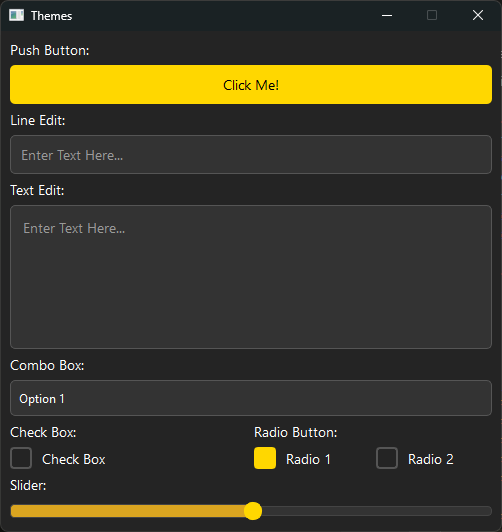 Themes
Push Button:
Click Me!
Line Edit:
Enter Text Here...
Text Edit:
Enter Text Here...
Combo Box:
Option 1
Check Box: Radio Button:
Check Box Radio 1 Radio 2
Slider: